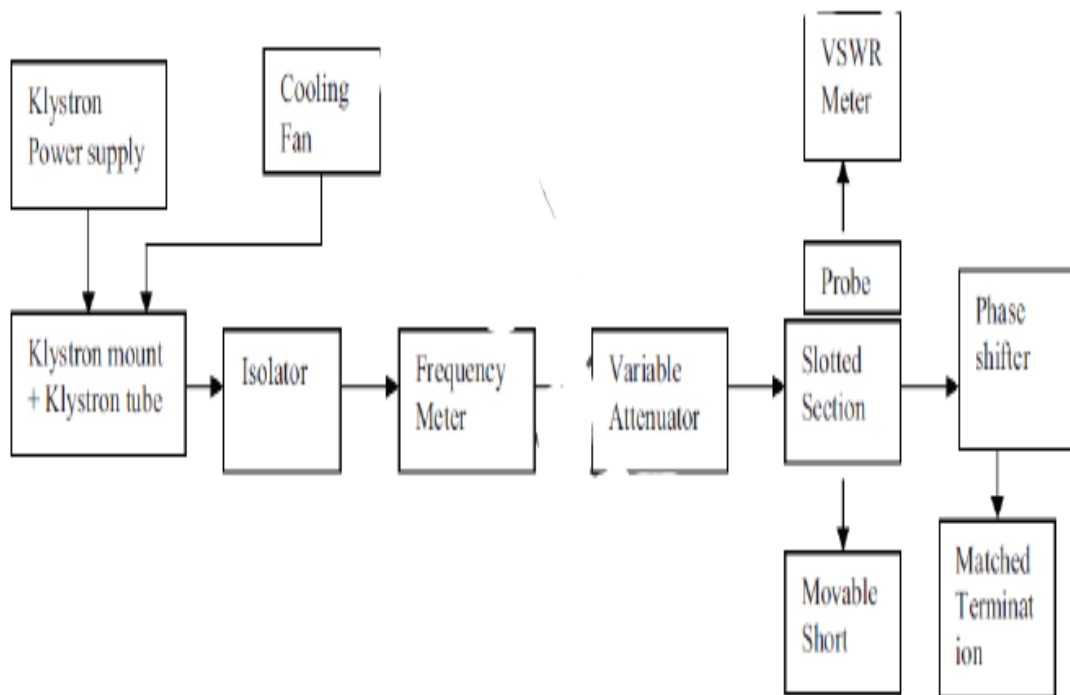 VSWR
Meter
Klystron
Power supply
Cooling
Fan
Probe
Phase
shifter
Klystron mount
+ Klystron tube
Isolator
Frequency
Meter
Variable
Attenuator
Slotted
Section
Movable
Short
Matched
Terminat
ion